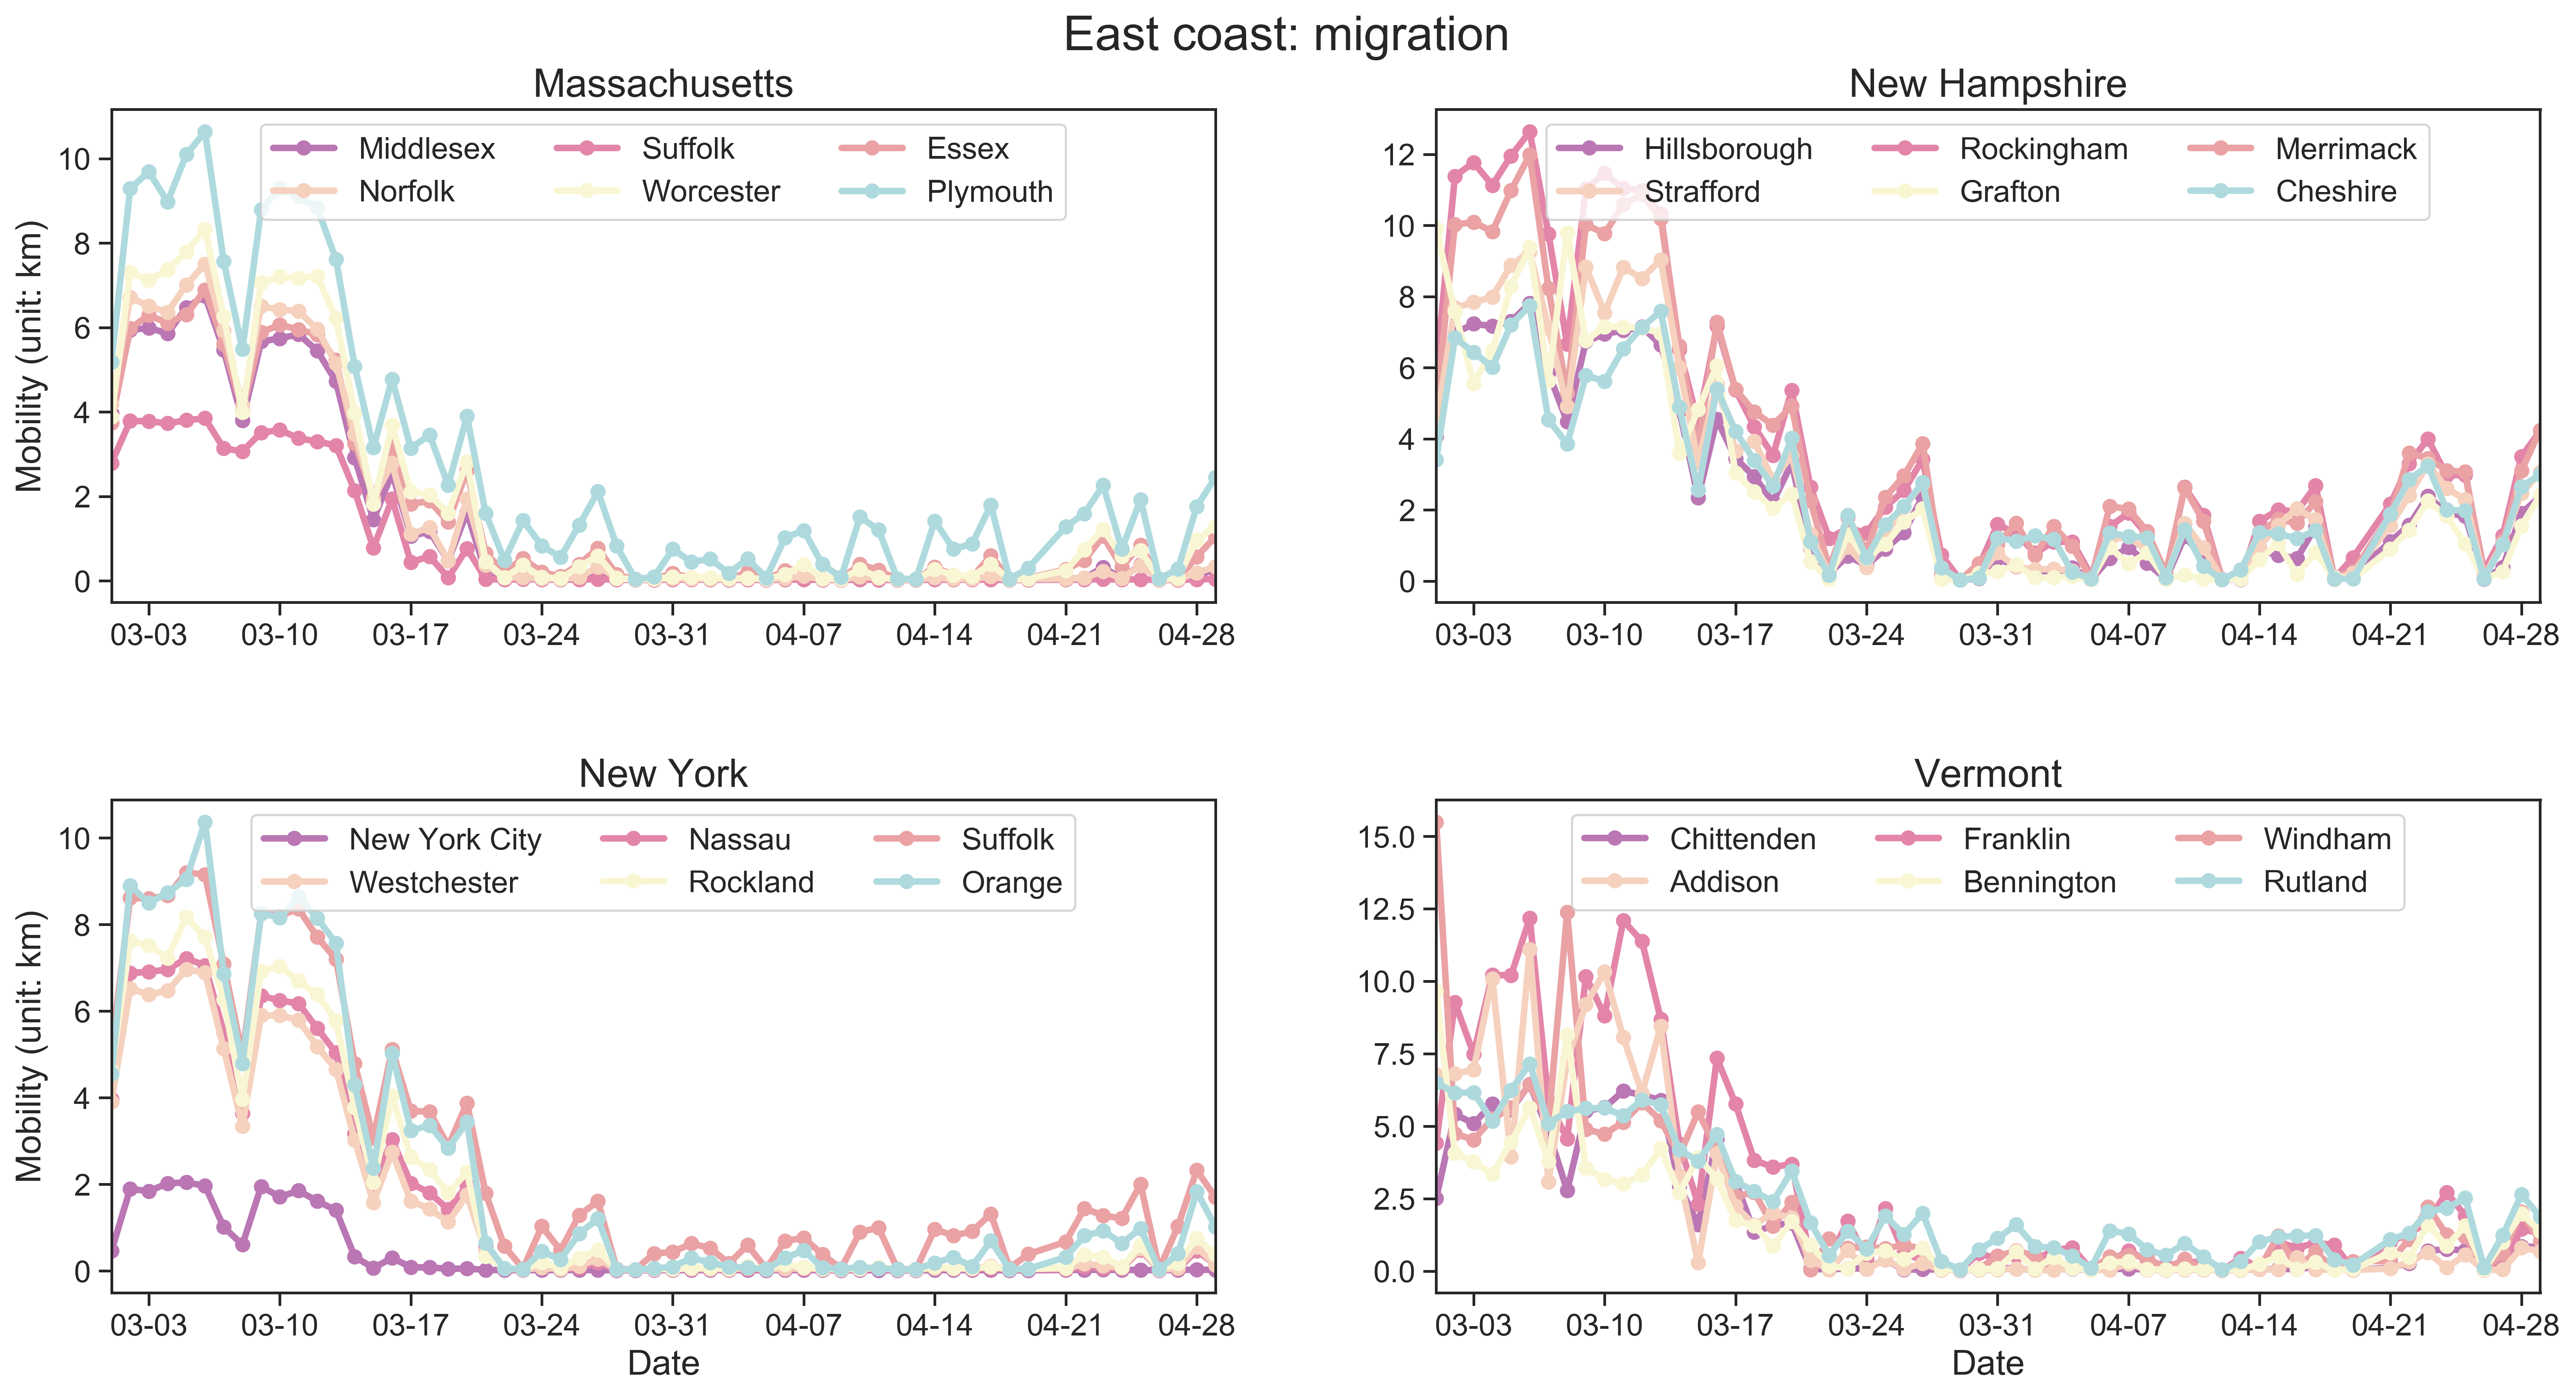 East coast: migration
Massachusetts
Mobility (unit: km)
10
8
6
4
2
0
Middlesex Suffolk Essex
Norfolk Worcester Plymouth
03-03 03-10 03-17 03-24 03-31 04-07 04-14 04-21 04-28
New Hampshire
12
10
8
6
4
2
0
Hillsborough Rockingham Merrimack
Strafford Grafton Cheshire
03-03 03-10 03-17 03-24 03-31 04-07 04-14 04-21 04-28
New York
Mobility (unit: km)
10
8
6
4
2
0
New York City Nassau Suffolk
Westchester Rockland Orange
03-03 03-10 03-17 03-24 03-31 04-07 04-14 04-21 04-28
Date
Vermont
15.0
12.5
10.0
7.5
5.0
2.5
0.0
Chittenden Franklin Windham
Addison Bennington Rutland
03-03 03-10 03-17 03-24 03-31 04-07 04-14 04-21 04-28
Date